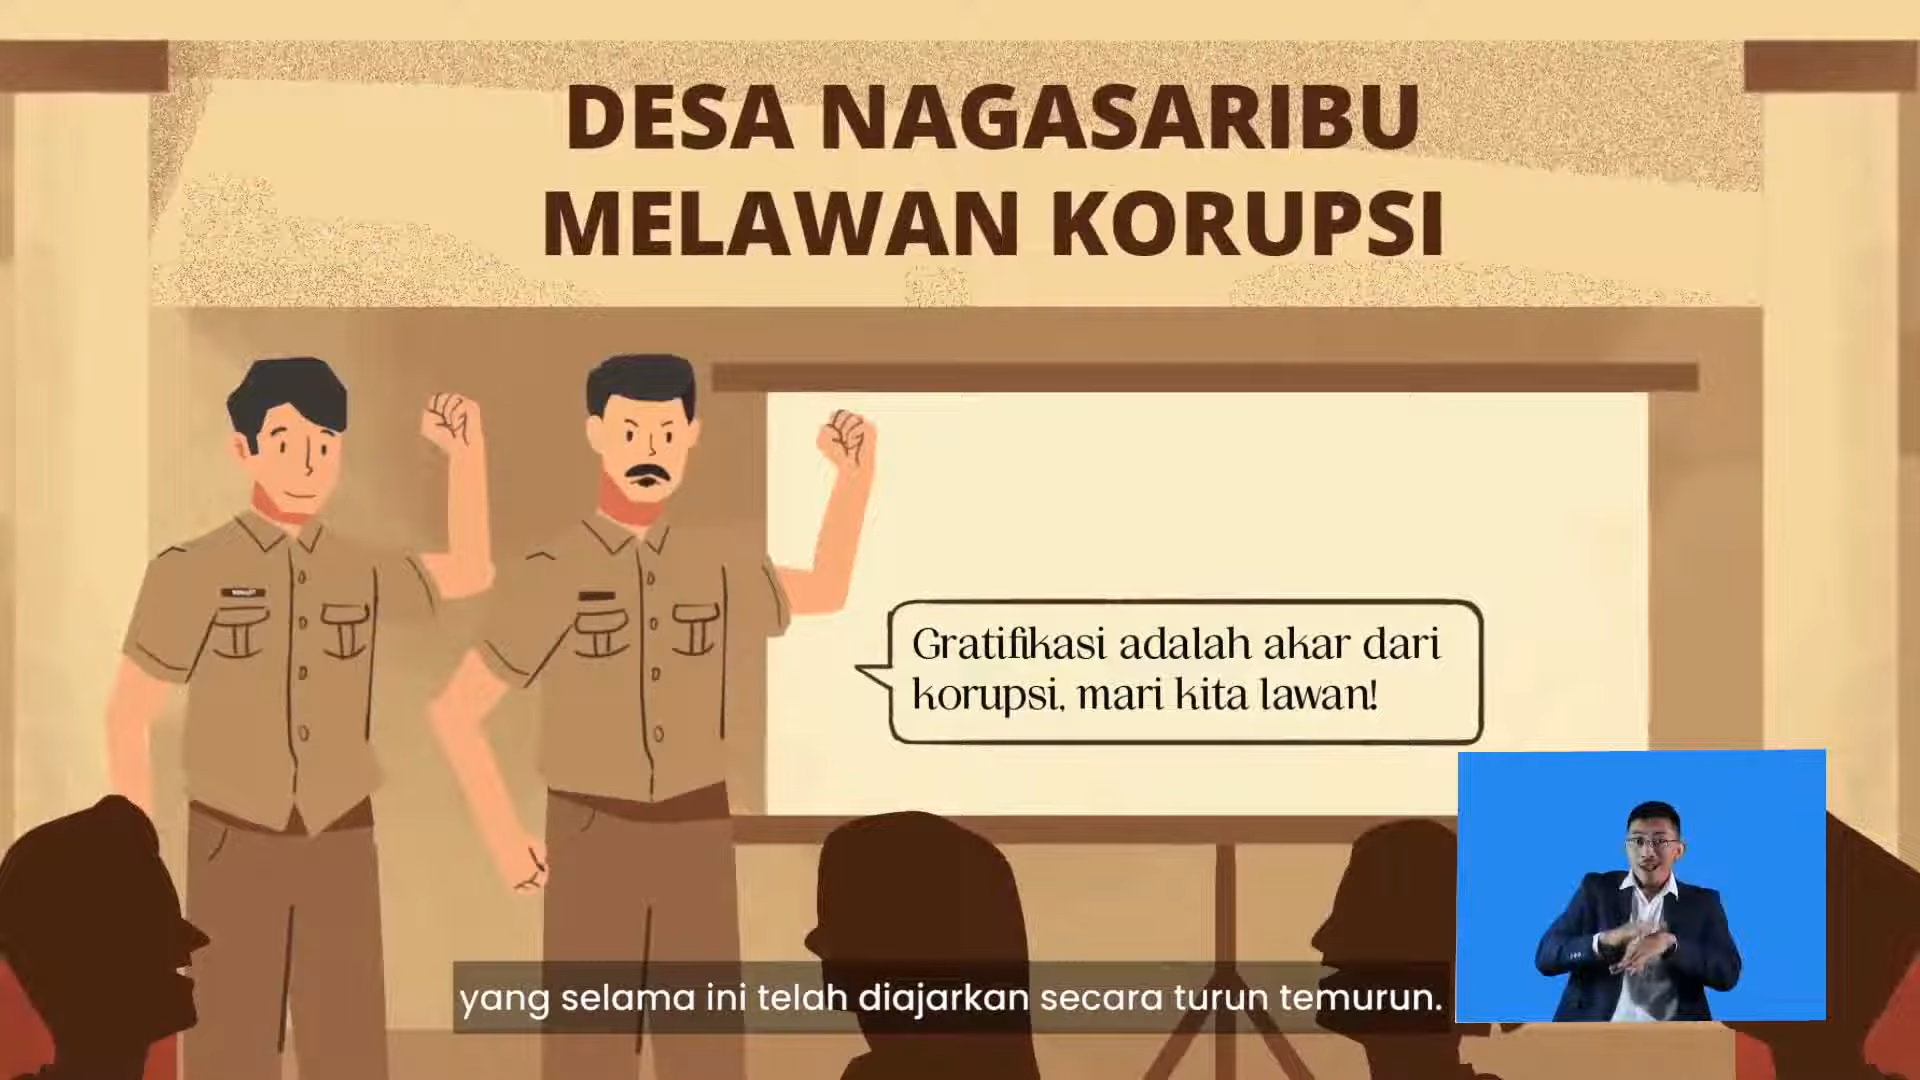 DESA NAGASARIBU
MELAWAN KORUPSI
Gratifikasi adalah akar dari
korupsi, mari kita lawan!
yang selama ini telah diajarkan secara turun temurun.